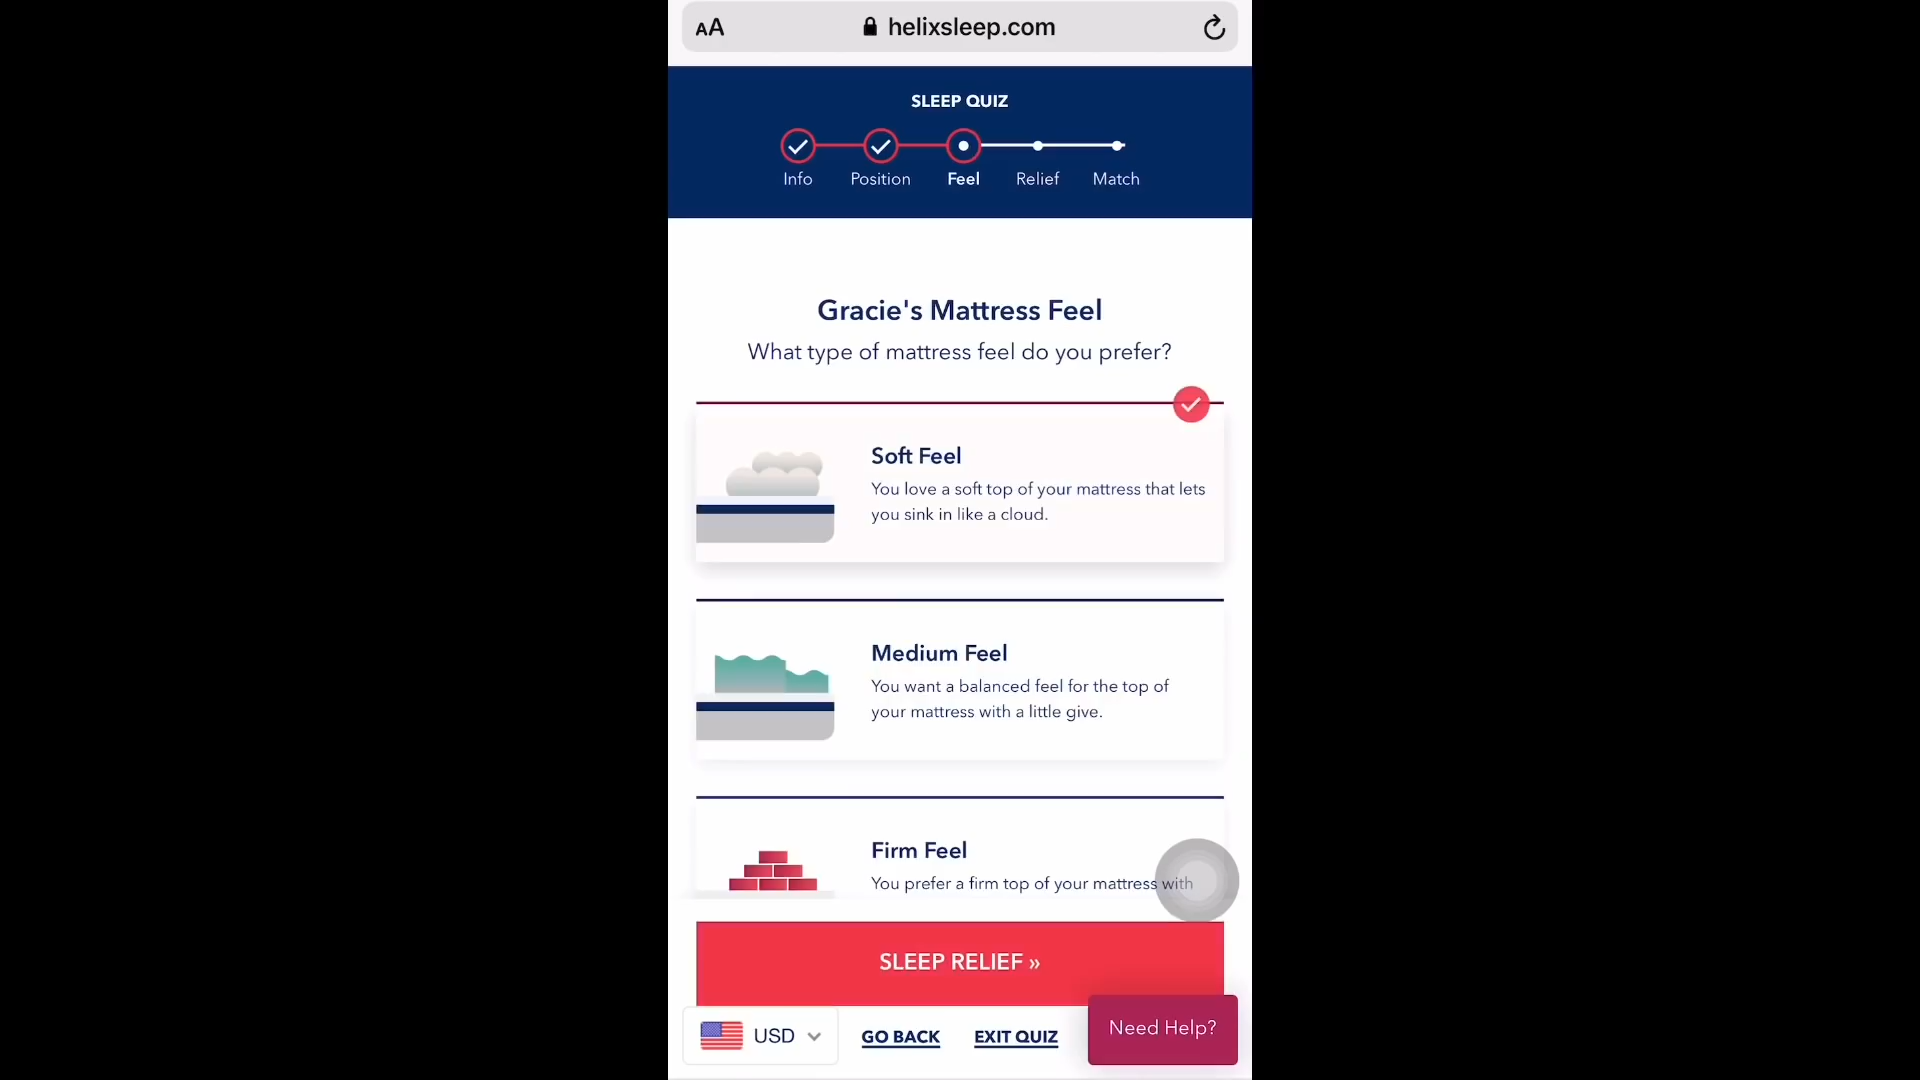 AA
helixsleep.com
SLEEP QUIZ
Info Position Feel Relief Match
Gracie's Mattress Feel
What type of mattress feel do you prefer?
Soft Feel
You love a soft top of your mattress that lets
you sink in like a cloud.
Medium Feel
You want a balanced feel for the top of
your mattress with a little give.
Firm Feel
You prefer a firm top of your mattress with
SLEEP RELIEF »
USD GO BACK EXIT QUIZ Need Help?